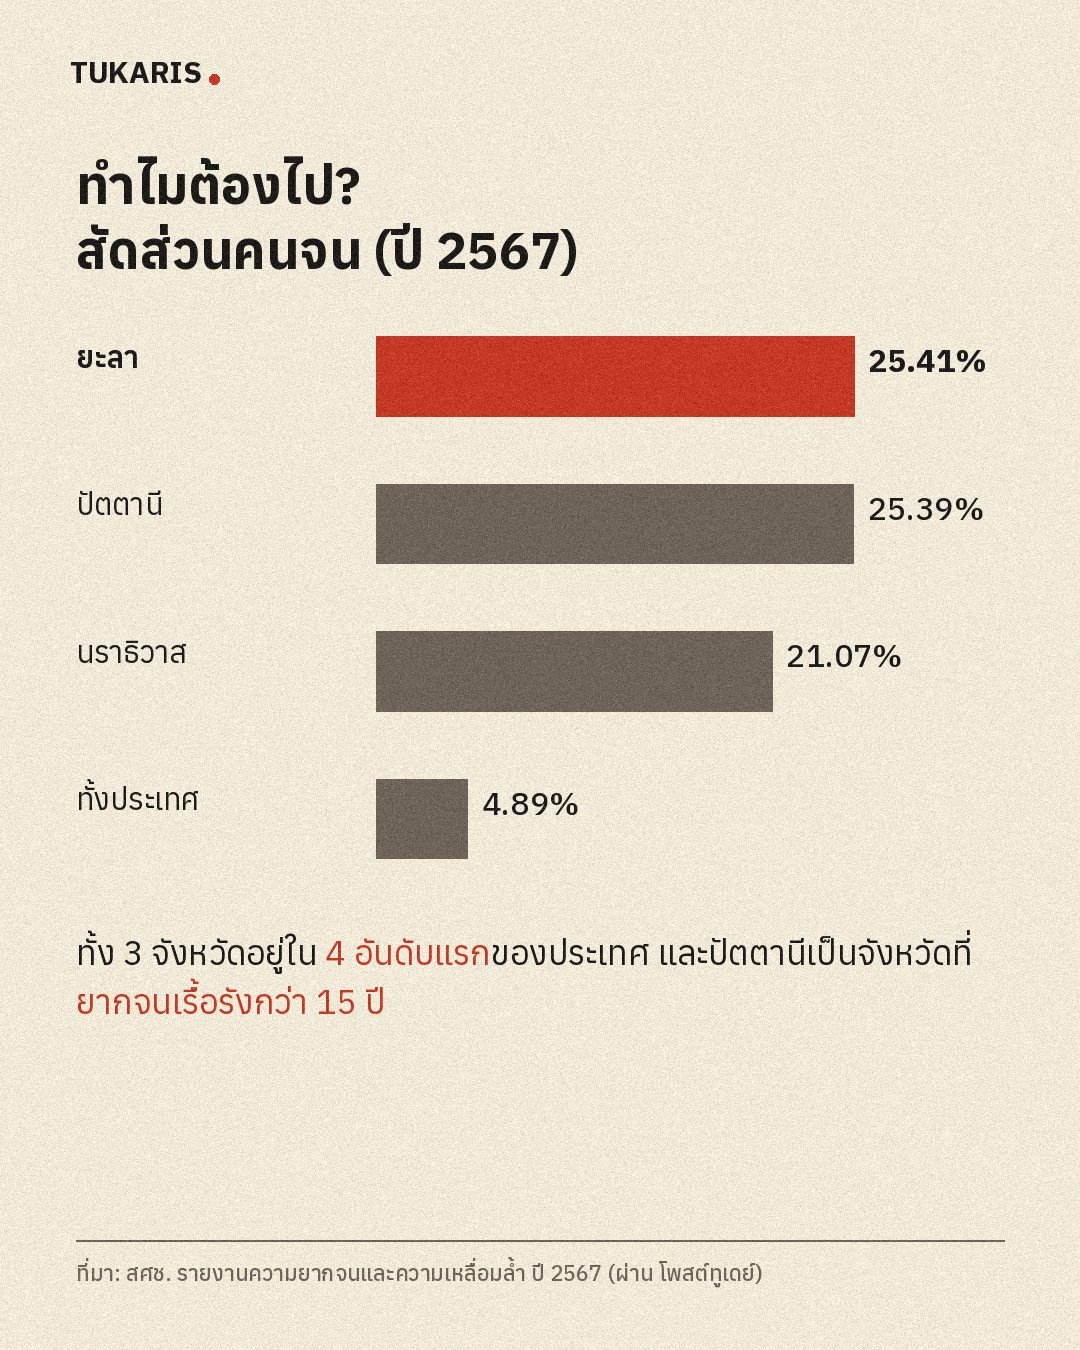 TUKARIS
ทำไมต้องไป?
สัดส่วนคนจน (ปี 2567)
ยะลา 25.41%
ปัตตานี 25.39%
นราธิวาส 21.07%
ทั้งประเทศ 4.89%
ทั้ง 3 จังหวัดอยู่ใน 4 อันดับแรกของประเทศ และปัตตานีเป็นจังหวัดที่
ยากจนเรื้อรังกว่า 15 ปี
ที่มา: สศช. รายงานความยากจนและความเหลื่อมล้ำ ปี 2567 (ผ่าน โพสต์ทูเดย์)